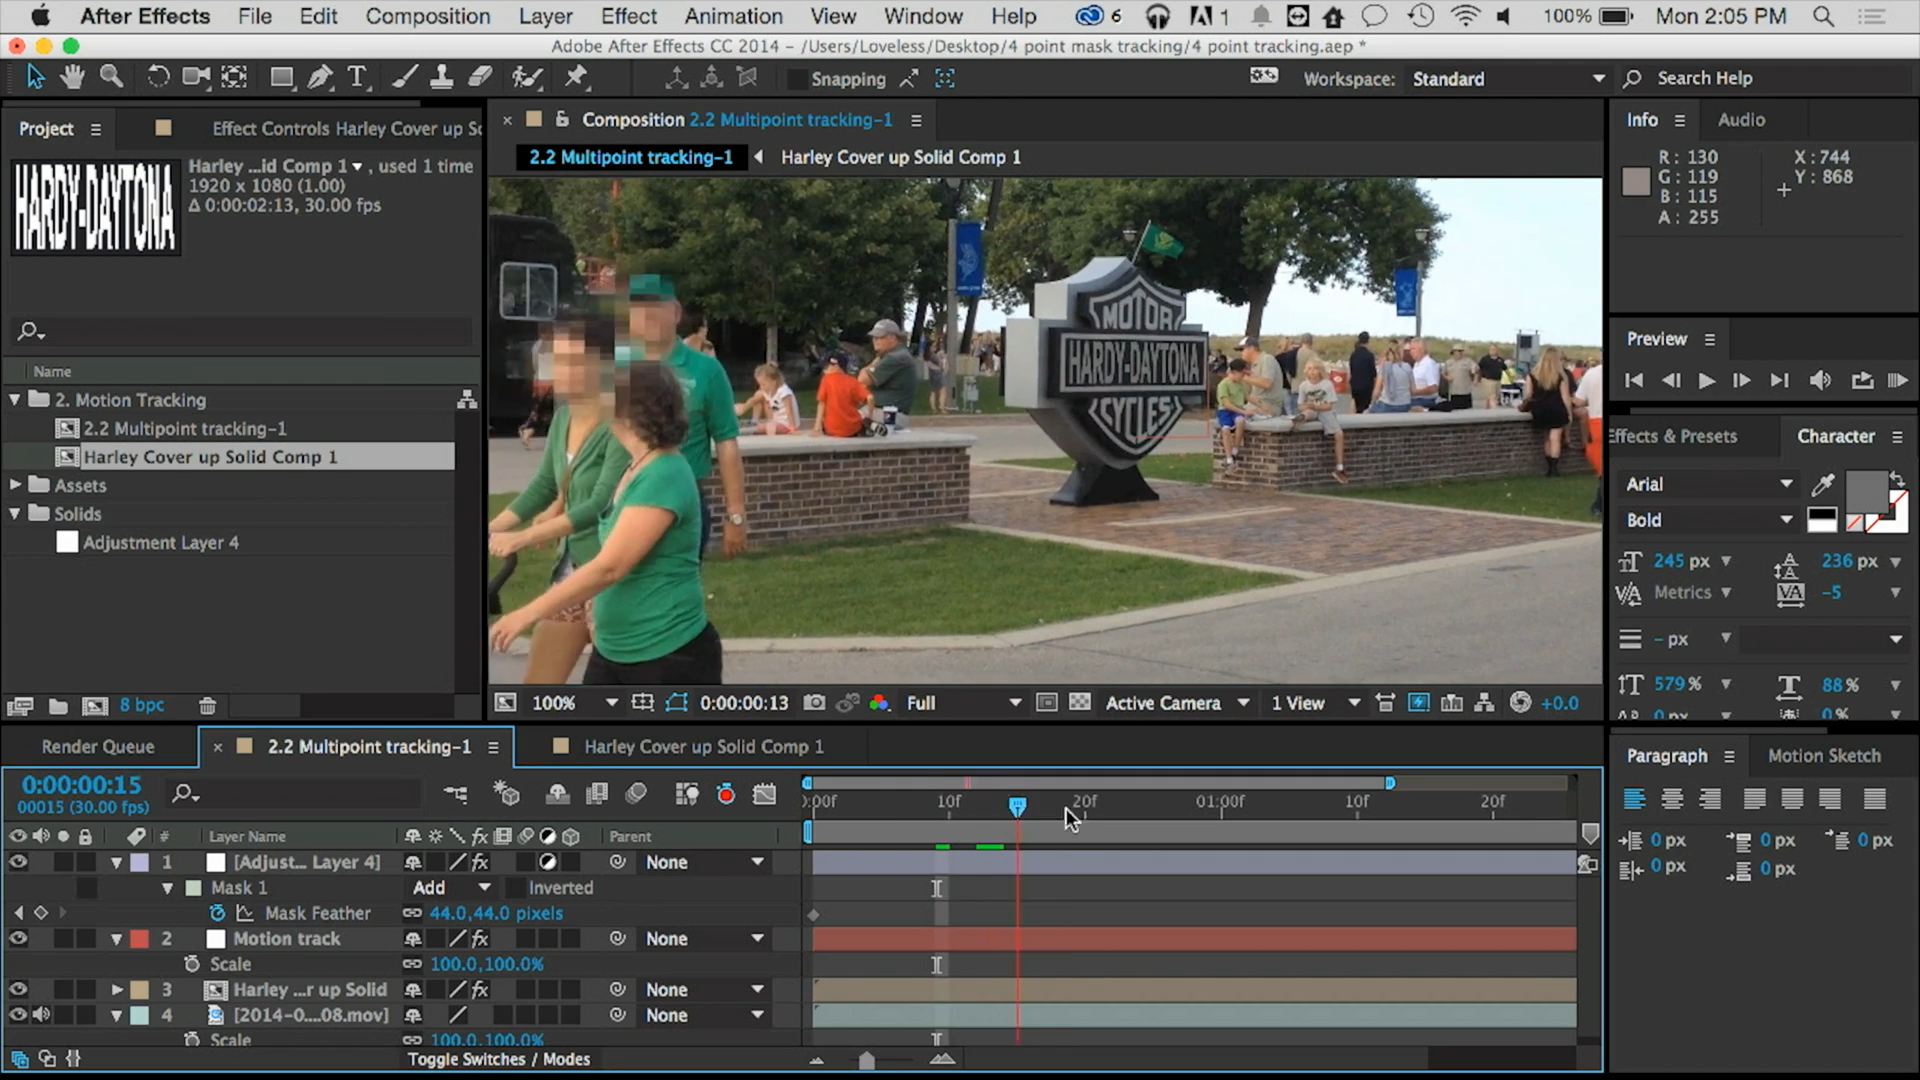 After Effects File Edit Composition Layer Effect Animation View Window Help 6 1 100% Mon 2:05 PM
Adobe After Effects CC 2014 - /Users/Loveless/Desktop/4 point mask tracking/4 point tracking.aep *
Snapping Workspace: Standard Search Help
Project Effect Controls Harley Cover up So
Composition 2.2 Multipoint tracking-1
Info Audio
2.2 Multipoint tracking-1 Harley Cover up Solid Comp 1
HARDY-DAYTONA
Harley ...id Comp 1 , used 1 time
1920 x 1080 (1.00)
Δ 0:00:02:13, 30.00 fps
R: 130 X: 744
G: 119 Y: 868
B: 115
A: 255
MOTOR
HARDY-DAYTONA
CYCLES
Preview
Name
2. Motion Tracking
2.2 Multipoint tracking-1
Harley Cover up Solid Comp 1
Assets
Solids
Adjustment Layer 4
Effects & Presets Character
Arial
Bold
245 px 236 px
Metrics -5
- px
579% 88%
0 px 0%
8 bpc
100% 0:00:00:13 Full Active Camera 1 View +0.0
Render Queue 2.2 Multipoint tracking-1 Harley Cover up Solid Comp 1
Paragraph Motion Sketch
0:00:00:15
00015 (30.00 fps)
):00f 10f 20f 01:00f 10f 20f
# Layer Name fx Parent
0 px 0 px 0 px
0 px 0 px
1 [Adjust... Layer 4] fx None
Mask 1 Add Inverted
Mask Feather 44.0,44.0 pixels
2 Motion track fx None
Scale 100.0,100.0%
3 Harley ...r up Solid fx None
4 [2014-0....08.mov] None
Scale 100.0,100.0%
Toggle Switches / Modes